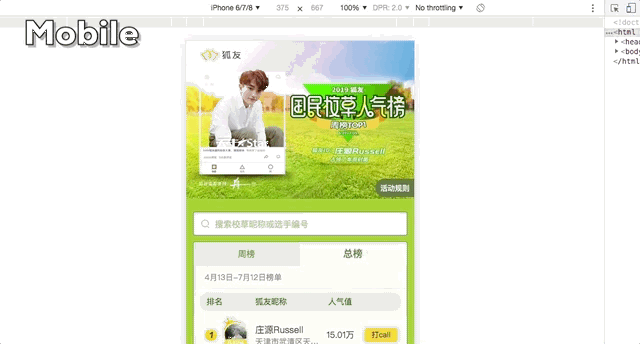 Mobile
iPhone 6/7/8 ▼ 375 × 667 100% ▼ DPR: 2.0 ▼ No throttling ▼
<!doct
...<html
▶<head
▶<body
</html
狐友
2019 狐友
国民校草人气榜
周榜TOP1
庄源Russell
活动规则
搜索校草昵称或选手编号
周榜 总榜
4月13日-7月12日榜单
排名 狐友昵称 人气值
1 庄源Russell 15.01万 打call
天津市武清区天...